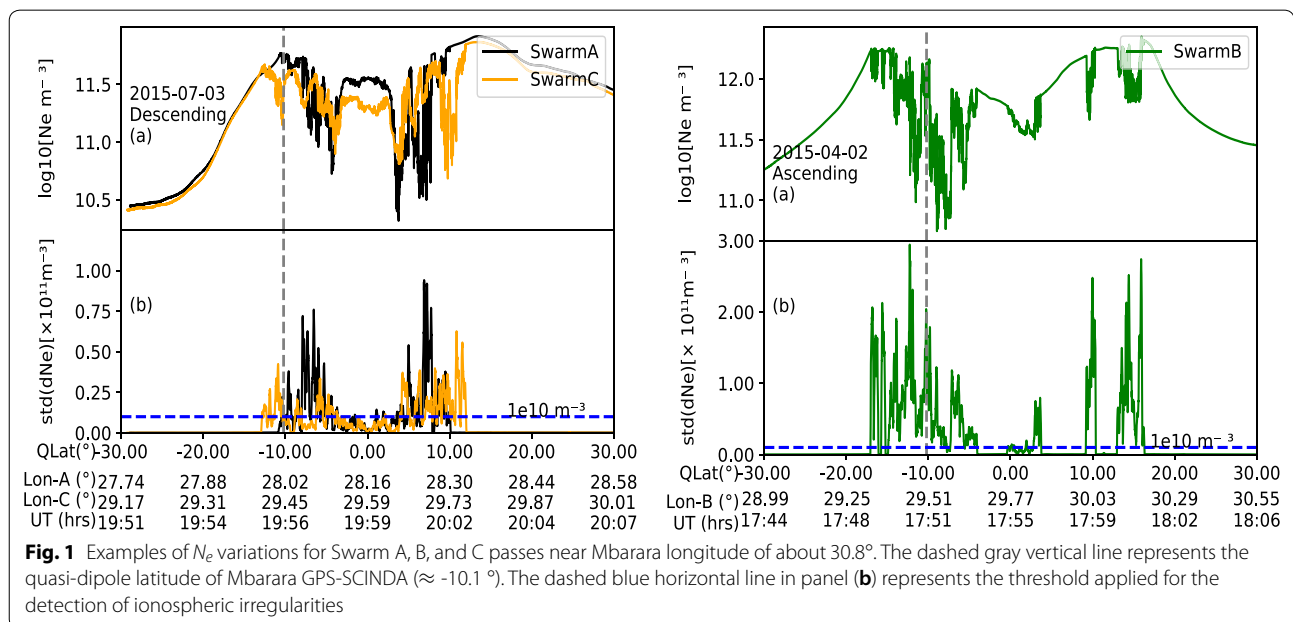 SwarmA
SwarmC
2015-07-03
Descending
(a)
log10[Ne m⁻³]
11.5
11.0
10.5
(b)
std(dNe)[×10¹¹m⁻³]
1.00
0.75
0.50
0.25
0.00
1e10 m⁻³
QLat(°) -30.00 -20.00 -10.00 0.00 10.00 20.00 30.00
Lon-A (°) 27.74 27.88 28.02 28.16 28.30 28.44 28.58
Lon-C (°) 29.17 29.31 29.45 29.59 29.73 29.87 30.01
UT (hrs) 19:51 19:54 19:56 19:59 20:02 20:04 20:07
SwarmB
2015-04-02
Ascending
(a)
log10[Ne m⁻³]
12.0
11.5
11.0
(b)
std(dNe)[× 10¹¹m⁻³]
3.00
2.00
1.00
0.00
1e10 m⁻³
QLat(°) -30.00 -20.00 -10.00 0.00 10.00 20.00 30.00
Lon-B (°) 28.99 29.25 29.51 29.77 30.03 30.29 30.55
UT (hrs) 17:44 17:48 17:51 17:55 17:59 18:02 18:06
Fig. 1 Examples of Nₑ variations for Swarm A, B, and C passes near Mbarara longitude of about 30.8°. The dashed gray vertical line represents the
quasi-dipole latitude of Mbarara GPS-SCINDA (≈ -10.1 °). The dashed blue horizontal line in panel (b) represents the threshold applied for the
detection of ionospheric irregularities